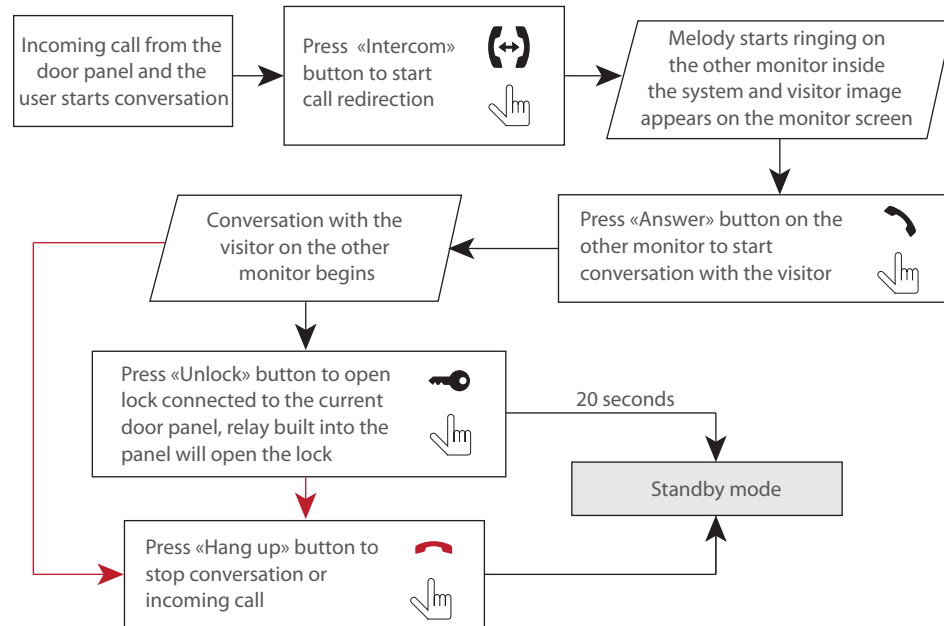 Incoming call from the
door panel and the
user starts conversation
Press «Intercom»
button to start
call redirection
Melody starts ringing on
the other monitor inside
the system and visitor image
appears on the monitor screen
Press «Answer» button on the
other monitor to start
conversation with the visitor
Conversation with the
visitor on the other
monitor begins
Press «Unlock» button to open
lock connected to the current
door panel, relay built into the
panel will open the lock
20 seconds
Standby mode
Press «Hang up» button to
stop conversation or
incoming call